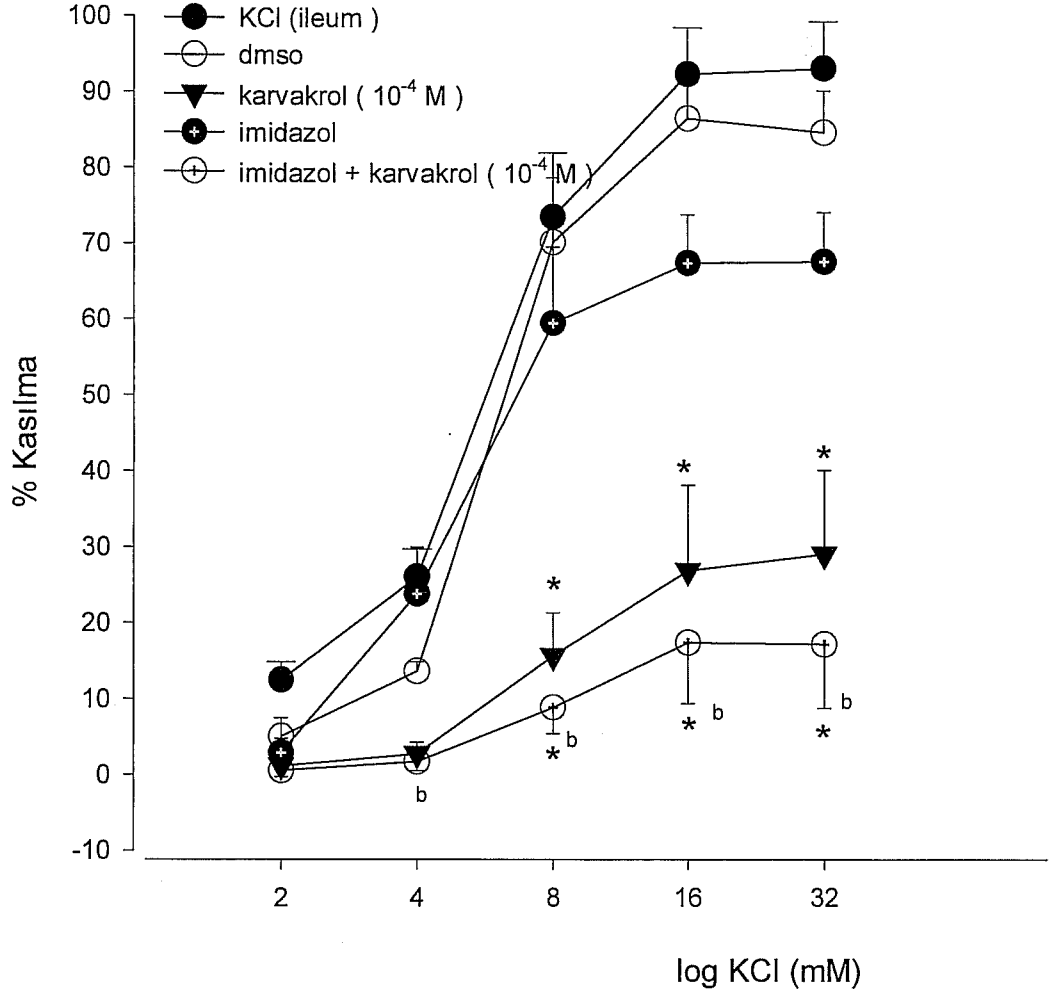 100
90
80
70
60
50
40
30
20
10
0
-10
% Kasılma
KCl (ileum )
dmso
karvakrol ( 10⁻⁴ M )
imidazol
imidazol + karvakrol ( 10⁻⁴ M )
* *
*
b b
* *
b
*
b
2 4 8 16 32
log KCl (mM)